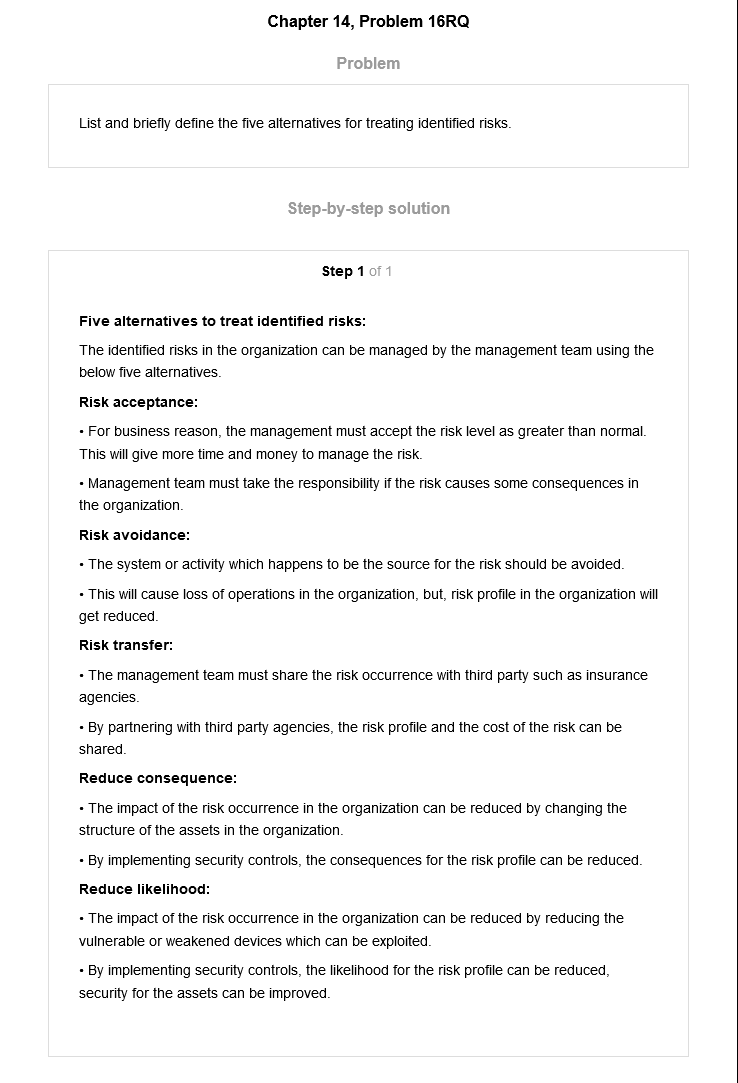 Chapter 14, Problem 16RQ
Problem
List and briefly define the five alternatives for treating identified risks.
Step-by-step solution
Step 1 of 1
Five alternatives to treat identified risks:
The identified risks in the organization can be managed by the management team using the
below five alternatives.
Risk acceptance:
• For business reason, the management must accept the risk level as greater than normal.
This will give more time and money to manage the risk.
• Management team must take the responsibility if the risk causes some consequences in
the organization.
Risk avoidance:
• The system or activity which happens to be the source for the risk should be avoided.
• This will cause loss of operations in the organization, but, risk profile in the organization will
get reduced.
Risk transfer:
• The management team must share the risk occurrence with third party such as insurance
agencies.
• By partnering with third party agencies, the risk profile and the cost of the risk can be
shared.
Reduce consequence:
• The impact of the risk occurrence in the organization can be reduced by changing the
structure of the assets in the organization.
• By implementing security controls, the consequences for the risk profile can be reduced.
Reduce likelihood:
• The impact of the risk occurrence in the organization can be reduced by reducing the
vulnerable or weakened devices which can be exploited.
• By implementing security controls, the likelihood for the risk profile can be reduced,
security for the assets can be improved.